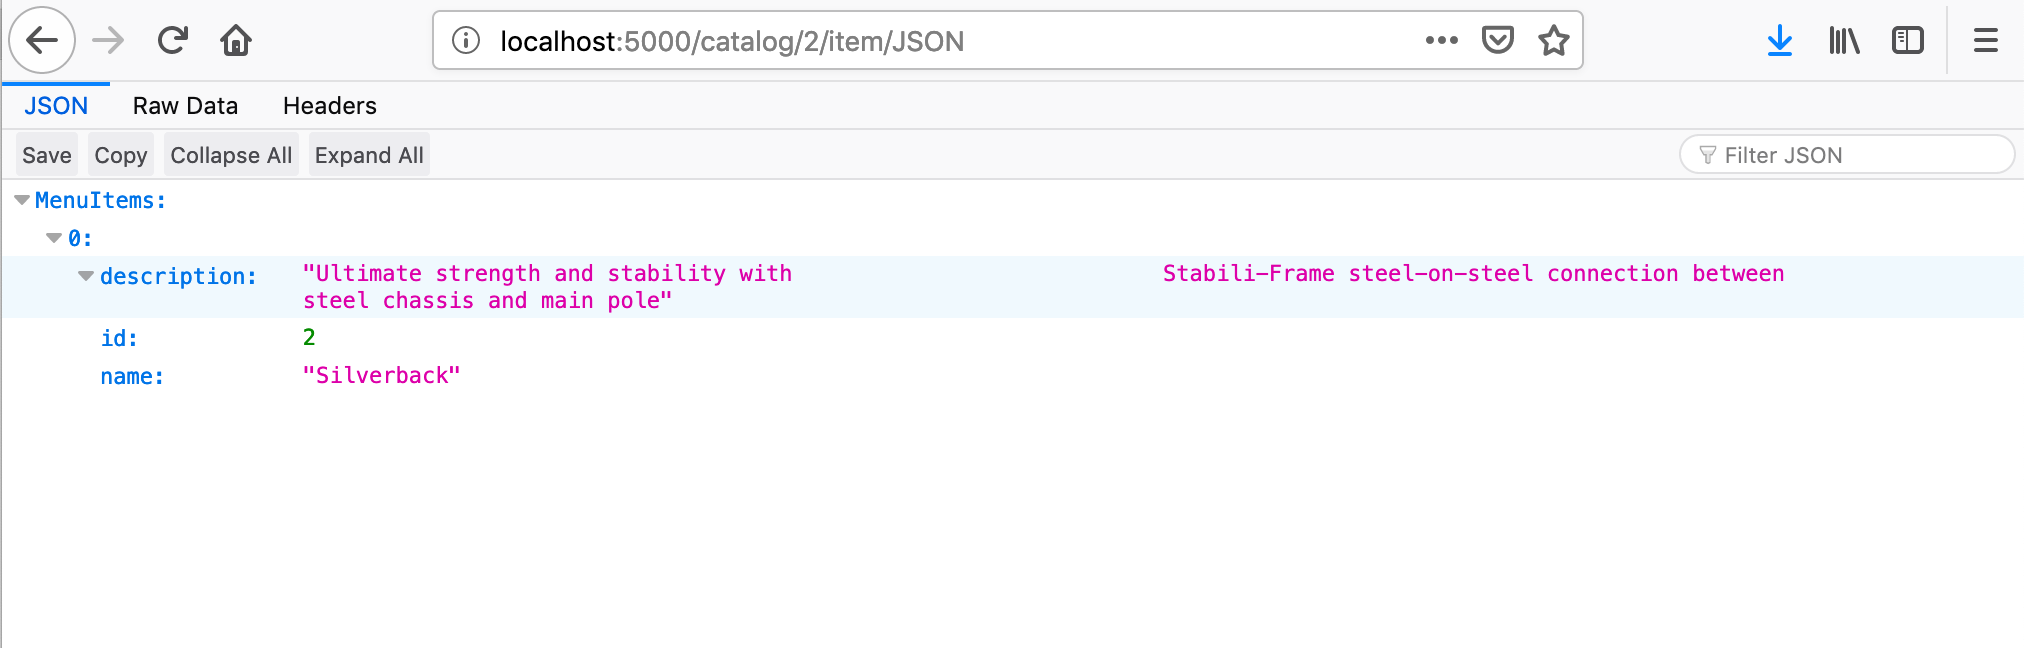 localhost:5000/catalog/2/item/JSON
JSON Raw Data Headers
Save Copy Collapse All Expand All Filter JSON
MenuItems:
0:
description: "Ultimate strength and stability with Stabili-Frame steel-on-steel connection between
steel chassis and main pole"
id: 2
name: "Silverback"